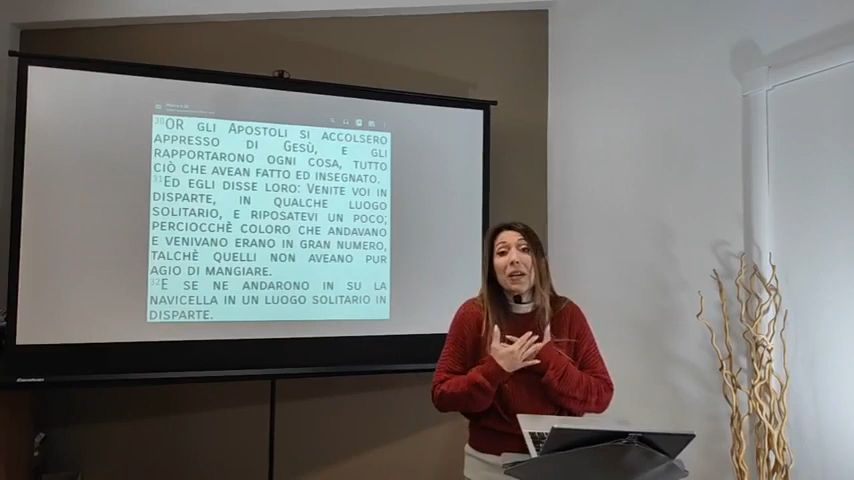 30OR GLI APOSTOLI SI ACCOLSERO
APPRESSO DI GESÙ, E GLI
RAPPORTARONO OGNI COSA, TUTTO
CIÒ CHE AVEAN FATTO ED INSEGNATO.
31ED EGLI DISSE LORO: VENITE VOI IN
DISPARTE, IN QUALCHE LUOGO
SOLITARIO, E RIPOSATEVI UN POCO;
PERCIOCCHÈ COLORO CHE ANDAVANO
E VENIVANO ERANO IN GRAN NUMERO,
TALCHÈ QUELLI NON AVEANO PUR
AGIO DI MANGIARE.
32E SE NE ANDARONO IN SU LA
NAVICELLA IN UN LUOGO SOLITARIO IN
DISPARTE.